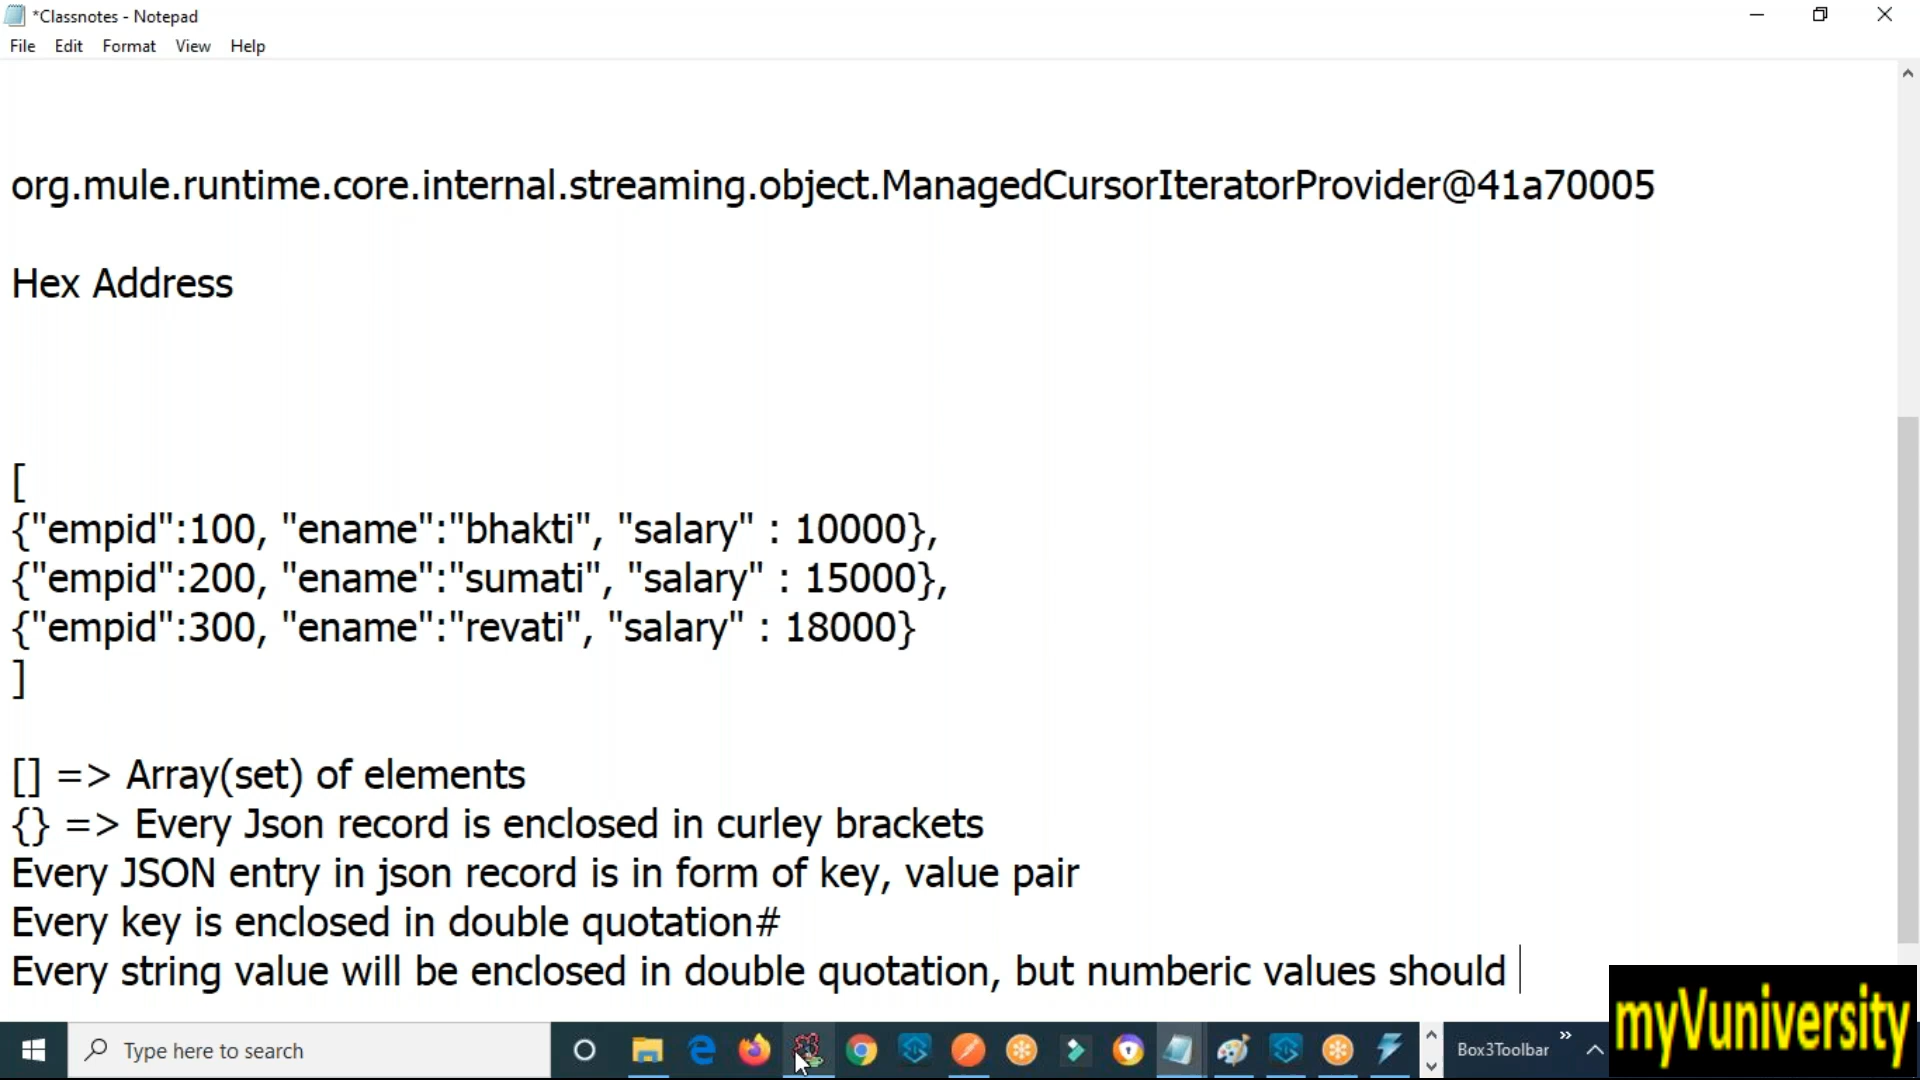 *Classnotes - Notepad
File Edit Format View Help
org.mule.runtime.core.internal.streaming.object.ManagedCursorIteratorProvider@41a70005
Hex Address
[
{"empid":100, "ename":"bhakti", "salary" : 10000},
{"empid":200, "ename":"sumati", "salary" : 15000},
{"empid":300, "ename":"revati", "salary" : 18000}
]
[] => Array(set) of elements
{} => Every Json record is enclosed in curley brackets
Every JSON entry in json record is in form of key, value pair
Every key is enclosed in double quotation#
Every string value will be enclosed in double quotation, but numberic values should
Type here to search
Box3Toolbar
myVuniversity